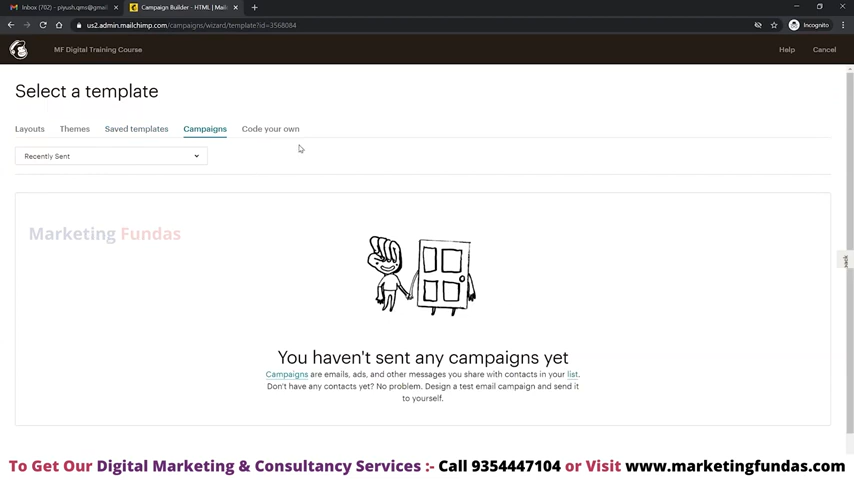 Inbox (702) - piyush.qms@gmail
Campaign Builder - HTML | Mail
us2.admin.mailchimp.com/campaigns/wizard/template?id=3568084
Incognito
MF Digital Training Course
Help
Cancel
Select a template
Layouts
Themes
Saved templates
Campaigns
Code your own
Recently Sent
Marketing Fundas
You haven't sent any campaigns yet
Campaigns are emails, ads, and other messages you share with contacts in your list.
Don't have any contacts yet? No problem. Design a test email campaign and send it
to yourself.
To Get Our Digital Marketing & Consultancy Services :- Call 9354447104 or Visit www.marketingfundas.com